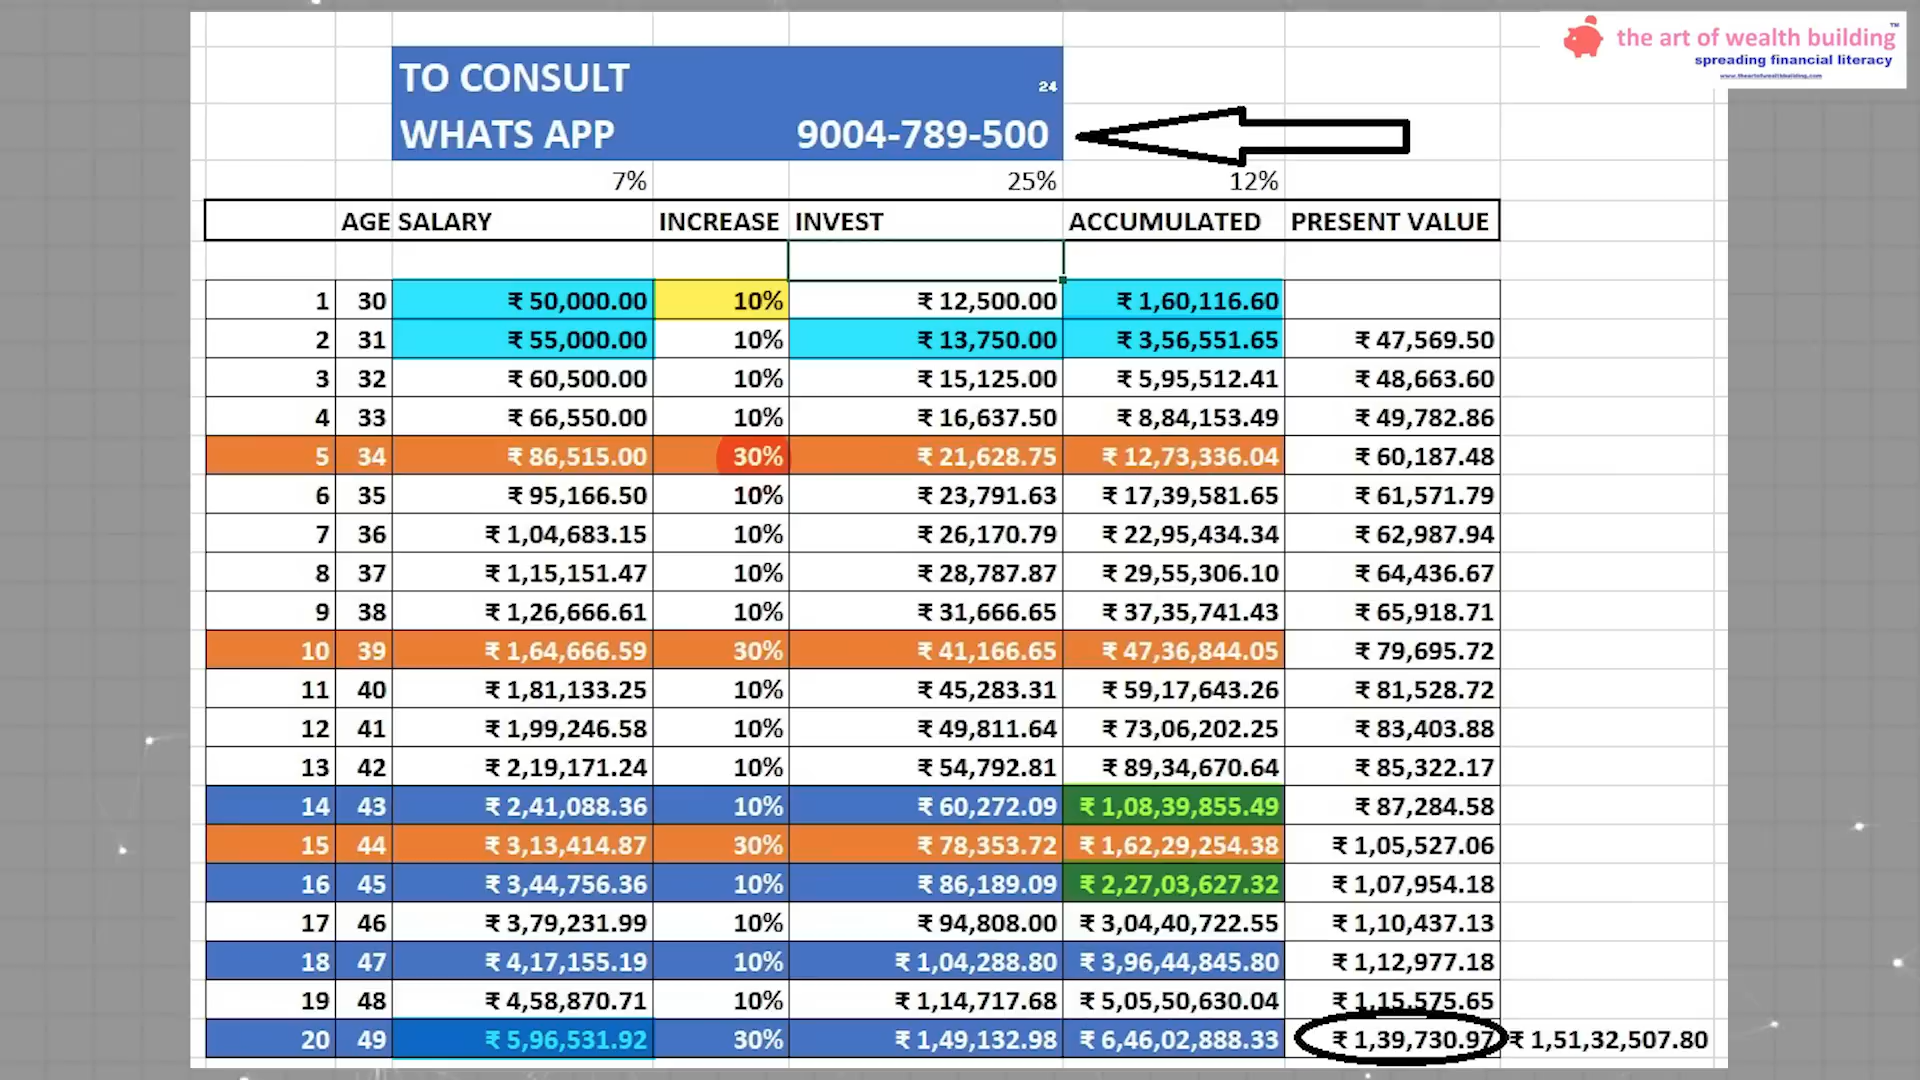 the art of wealth building ™
spreading financial literacy
www.theartofwealthbuilding.com
TO CONSULT 24
WHATS APP 9004-789-500
7% 25% 12%
AGE SALARY INCREASE INVEST ACCUMULATED PRESENT VALUE
1 30 ₹ 50,000.00 10% ₹ 12,500.00 ₹ 1,60,116.60
2 31 ₹ 55,000.00 10% ₹ 13,750.00 ₹ 3,56,551.65 ₹ 47,569.50
3 32 ₹ 60,500.00 10% ₹ 15,125.00 ₹ 5,95,512.41 ₹ 48,663.60
4 33 ₹ 66,550.00 10% ₹ 16,637.50 ₹ 8,84,153.49 ₹ 49,782.86
5 34 ₹ 86,515.00 30% ₹ 21,628.75 ₹ 12,73,336.04 ₹ 60,187.48
6 35 ₹ 95,166.50 10% ₹ 23,791.63 ₹ 17,39,581.65 ₹ 61,571.79
7 36 ₹ 1,04,683.15 10% ₹ 26,170.79 ₹ 22,95,434.34 ₹ 62,987.94
8 37 ₹ 1,15,151.47 10% ₹ 28,787.87 ₹ 29,55,306.10 ₹ 64,436.67
9 38 ₹ 1,26,666.61 10% ₹ 31,666.65 ₹ 37,35,741.43 ₹ 65,918.71
10 39 ₹ 1,64,666.59 30% ₹ 41,166.65 ₹ 47,36,844.05 ₹ 79,695.72
11 40 ₹ 1,81,133.25 10% ₹ 45,283.31 ₹ 59,17,643.26 ₹ 81,528.72
12 41 ₹ 1,99,246.58 10% ₹ 49,811.64 ₹ 73,06,202.25 ₹ 83,403.88
13 42 ₹ 2,19,171.24 10% ₹ 54,792.81 ₹ 89,34,670.64 ₹ 85,322.17
14 43 ₹ 2,41,088.36 10% ₹ 60,272.09 ₹ 1,08,39,855.49 ₹ 87,284.58
15 44 ₹ 3,13,414.87 30% ₹ 78,353.72 ₹ 1,62,29,254.38 ₹ 1,05,527.06
16 45 ₹ 3,44,756.36 10% ₹ 86,189.09 ₹ 2,27,03,627.32 ₹ 1,07,954.18
17 46 ₹ 3,79,231.99 10% ₹ 94,808.00 ₹ 3,04,40,722.55 ₹ 1,10,437.13
18 47 ₹ 4,17,155.19 10% ₹ 1,04,288.80 ₹ 3,96,44,845.80 ₹ 1,12,977.18
19 48 ₹ 4,58,870.71 10% ₹ 1,14,717.68 ₹ 5,05,50,630.04 ₹ 1,15,575.65
20 49 ₹ 5,96,531.92 30% ₹ 1,49,132.98 ₹ 6,46,02,888.33 ₹ 1,39,730.97 ₹ 1,51,32,507.80